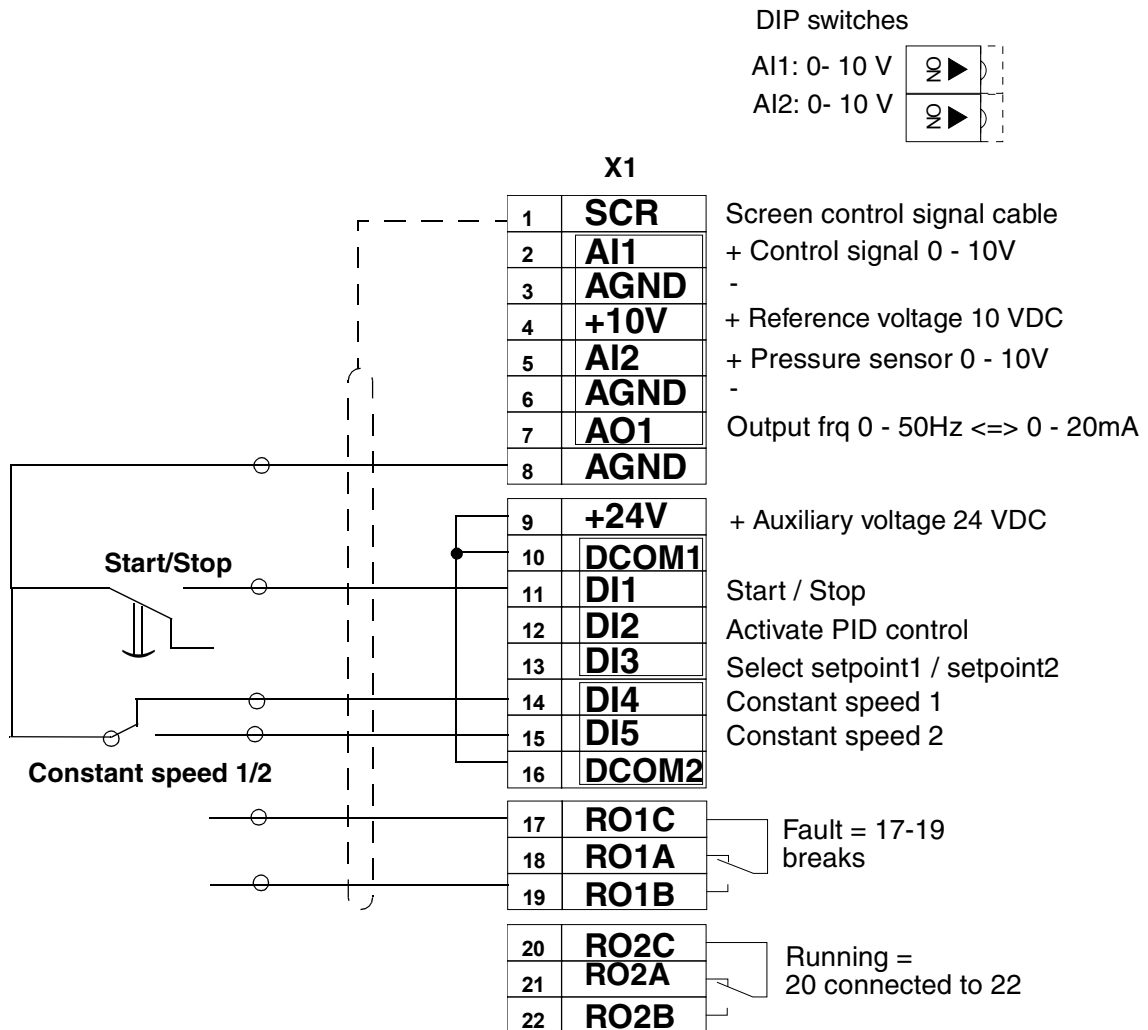 DIP switches
AI1: 0- 10 V
ON
AI2: 0- 10 V
ON
X1
1 SCR Screen control signal cable
2 AI1 + Control signal 0 - 10V
3 AGND -
4 +10V + Reference voltage 10 VDC
5 AI2 + Pressure sensor 0 - 10V
6 AGND -
7 AO1 Output frq 0 - 50Hz <=> 0 - 20mA
8 AGND
9 +24V + Auxiliary voltage 24 VDC
10 DCOM1
Start/Stop
11 DI1 Start / Stop
12 DI2 Activate PID control
13 DI3 Select setpoint1 / setpoint2
14 DI4 Constant speed 1
15 DI5 Constant speed 2
16 DCOM2
Constant speed 1/2
17 RO1C
18 RO1A
19 RO1B
Fault = 17-19
breaks
20 RO2C
21 RO2A
22 RO2B
Running =
20 connected to 22